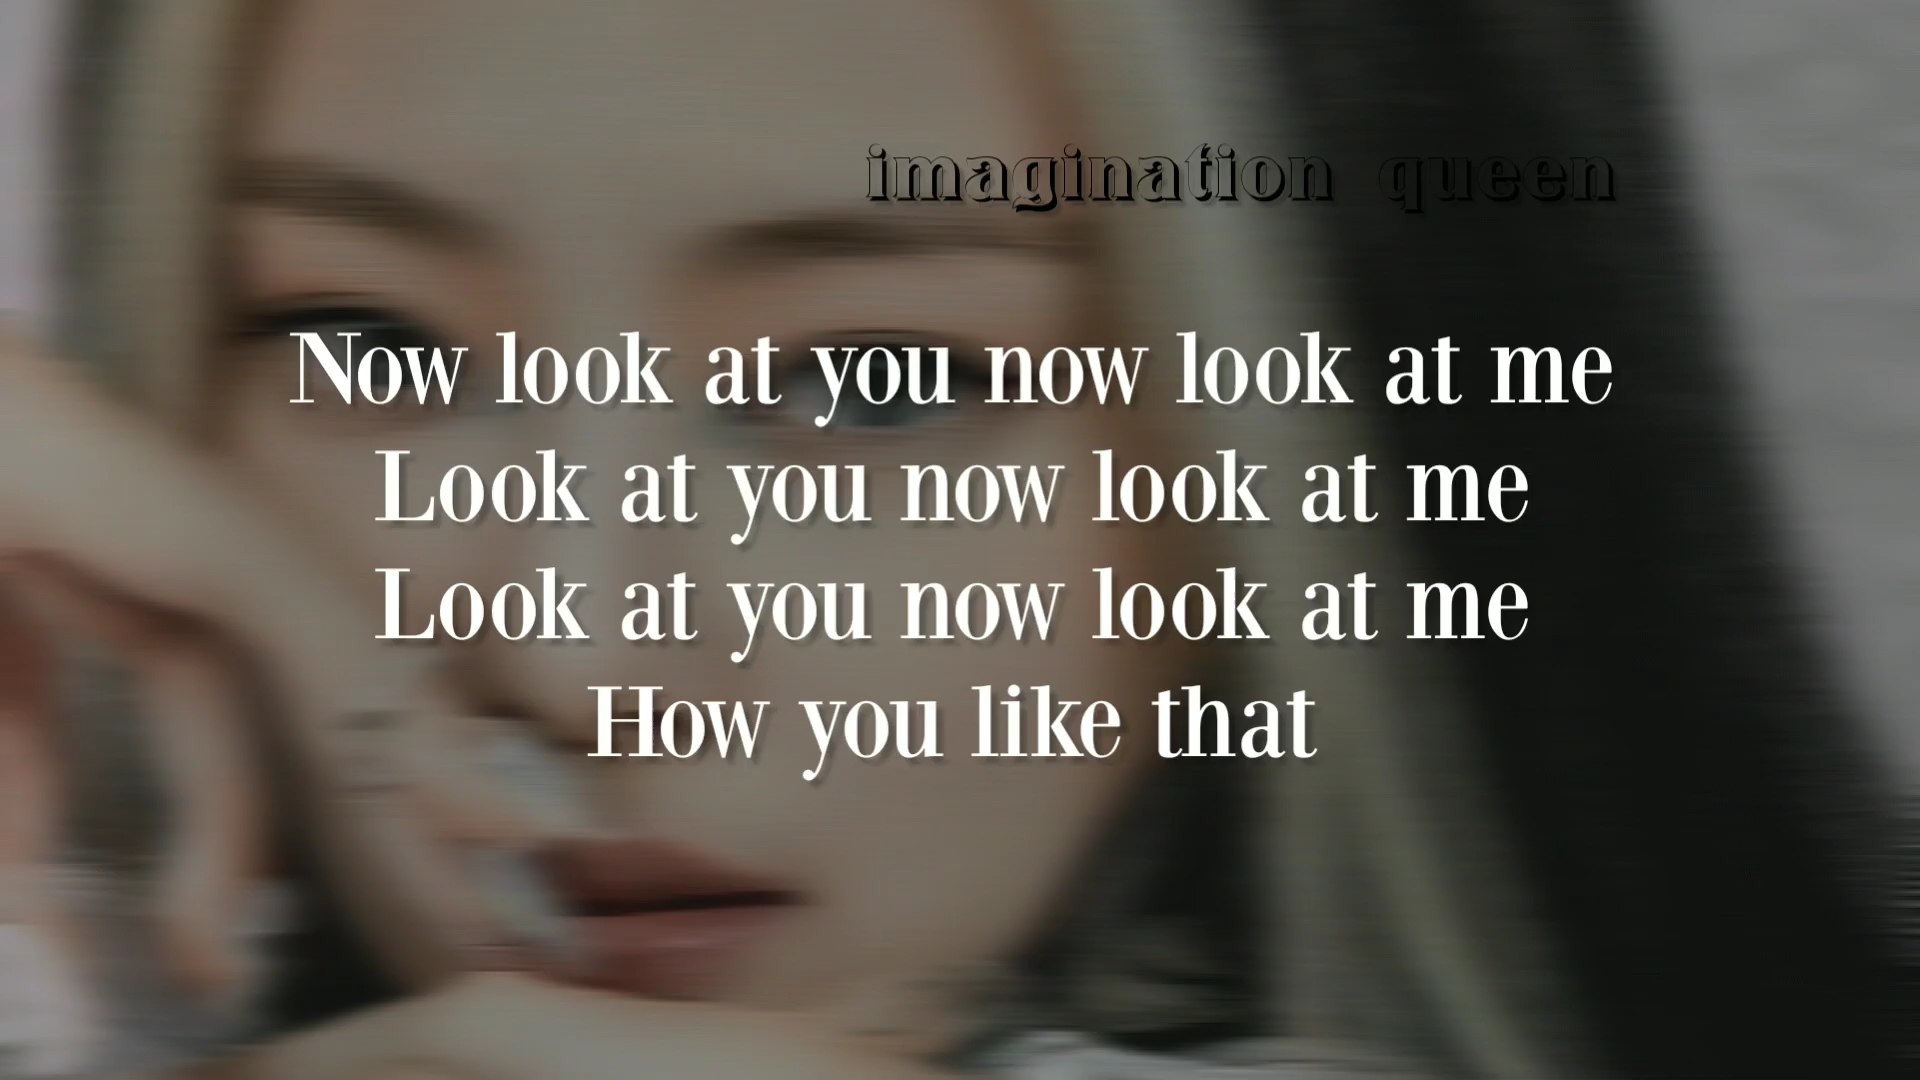 imagination queen
Now look at you now look at me
Look at you now look at me
Look at you now look at me
How you like that